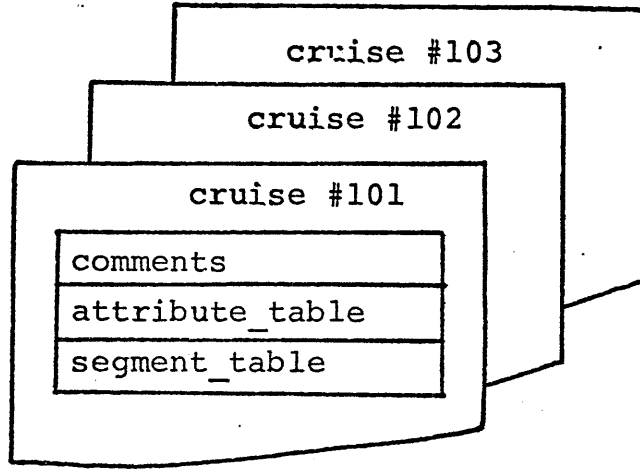 cruise #103
cruise #102
cruise #101
comments
attribute_table
segment_table